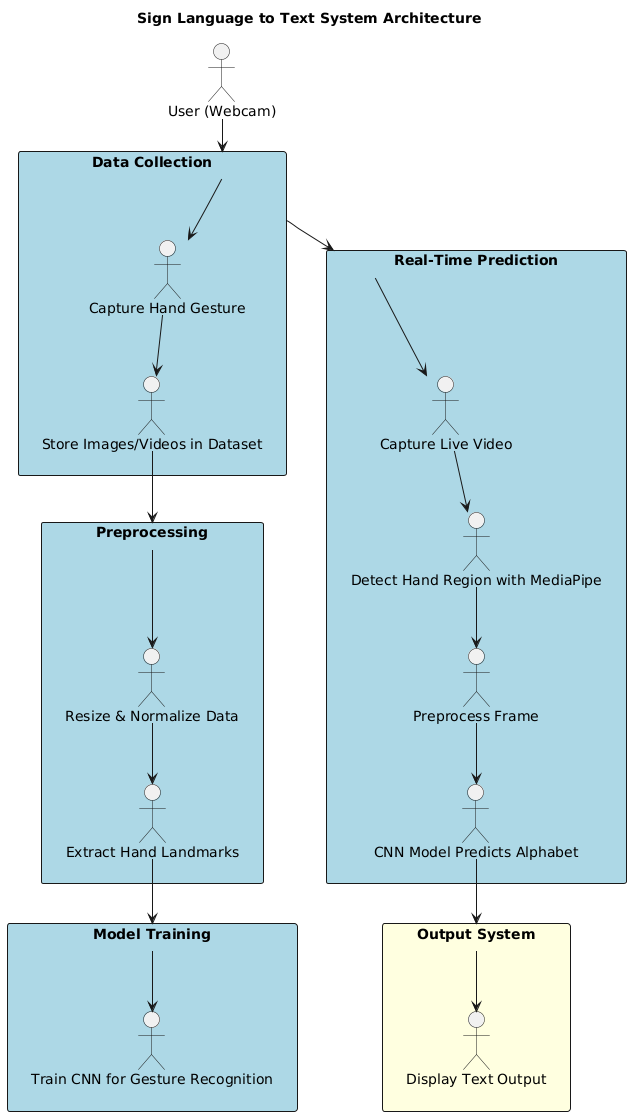 Sign Language to Text System Architecture
User (Webcam)
Data Collection
Capture Hand Gesture
Store Images/Videos in Dataset
Preprocessing
Resize & Normalize Data
Extract Hand Landmarks
Model Training
Train CNN for Gesture Recognition
Real-Time Prediction
Capture Live Video
Detect Hand Region with MediaPipe
Preprocess Frame
CNN Model Predicts Alphabet
Output System
Display Text Output